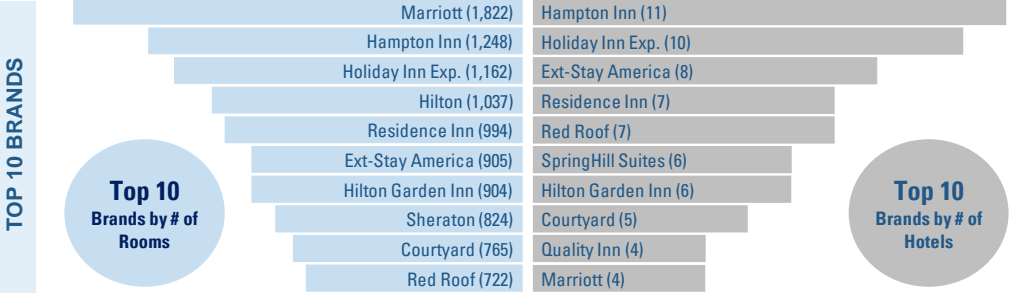 TOP 10 BRANDS
Marriott (1,822)
Hampton Inn (1,248)
Holiday Inn Exp. (1,162)
Hilton (1,037)
Residence Inn (994)
Ext-Stay America (905)
Hilton Garden Inn (904)
Sheraton (824)
Courtyard (765)
Red Roof (722)
Top 10
Brands by # of
Rooms
Hampton Inn (11)
Holiday Inn Exp. (10)
Ext-Stay America (8)
Residence Inn (7)
Red Roof (7)
SpringHill Suites (6)
Hilton Garden Inn (6)
Courtyard (5)
Quality Inn (4)
Marriott (4)
Top 10
Brands by # of
Hotels